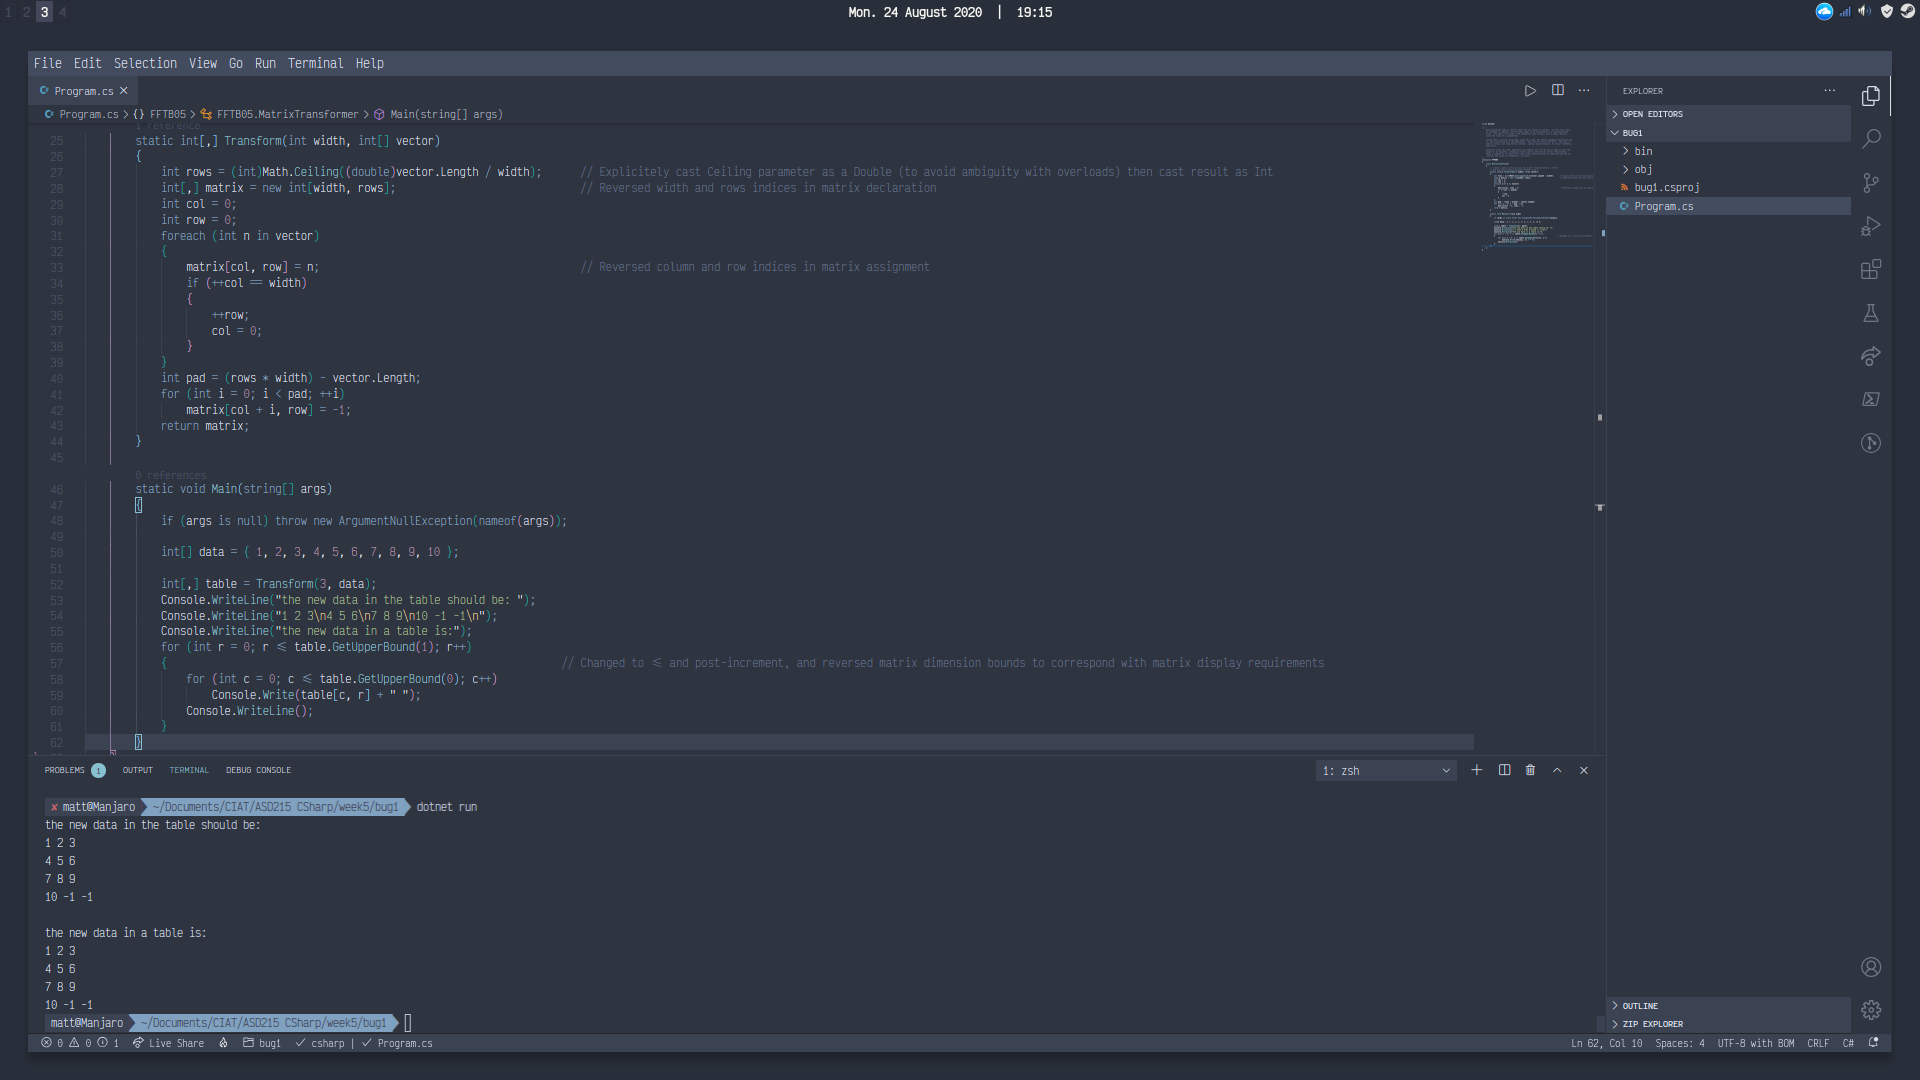 1 2 3 4
Mon. 24 August 2020 | 19:15
File Edit Selection View Go Run Terminal Help
Program.cs
Program.cs > {} FFTB05 > FFTB05.MatrixTransformer > Main(string[] args)
1 reference
25 static int[,] Transform(int width, int[] vector)
26 {
27 int rows = (int)Math.Ceiling((double)vector.Length / width); // Explicitely cast Ceiling parameter as a Double (to avoid ambiguity with overloads) then cast result as Int
28 int[,] matrix = new int[width, rows]; // Reversed width and rows indices in matrix declaration
29 int col = 0;
30 int row = 0;
31 foreach (int n in vector)
32 {
33 matrix[col, row] = n; // Reversed column and row indices in matrix assignment
34 if (++col == width)
35 {
36 ++row;
37 col = 0;
38 }
39 }
40 int pad = (rows * width) - vector.Length;
41 for (int i = 0; i < pad; ++i)
42 matrix[col + i, row] = -1;
43 return matrix;
44 }
45
0 references
46 static void Main(string[] args)
47 {
48 if (args is null) throw new ArgumentNullException(nameof(args));
49
50 int[] data = { 1, 2, 3, 4, 5, 6, 7, 8, 9, 10 };
51
52 int[,] table = Transform(3, data);
53 Console.WriteLine("the new data in the table should be: ");
54 Console.WriteLine("1 2 3\n4 5 6\n7 8 9\n10 -1 -1\n");
55 Console.WriteLine("the new data in a table is:");
56 for (int r = 0; r <= table.GetUpperBound(1); r++)
57 { // Changed to <= and post-increment, and reversed matrix dimension bounds to correspond with matrix display requirements
58 for (int c = 0; c <= table.GetUpperBound(0); c++)
59 Console.Write(table[c, r] + " ");
60 Console.WriteLine();
61 }
62 }
EXPLORER
OPEN EDITORS
BUG1
bin
obj
bug1.csproj
Program.cs
OUTLINE
ZIP EXPLORER
PROBLEMS 1 OUTPUT TERMINAL DEBUG CONSOLE
1: zsh
✘ matt@Manjaro ~/Documents/CIAT/ASD215 CSharp/week5/bug1 dotnet run
the new data in the table should be:
1 2 3
4 5 6
7 8 9
10 -1 -1
the new data in a table is:
1 2 3
4 5 6
7 8 9
10 -1 -1
matt@Manjaro ~/Documents/CIAT/ASD215 CSharp/week5/bug1
0 0 1 Live Share bug1 csharp | Program.cs
Ln 62, Col 10 Spaces: 4 UTF-8 with BOM CRLF C#